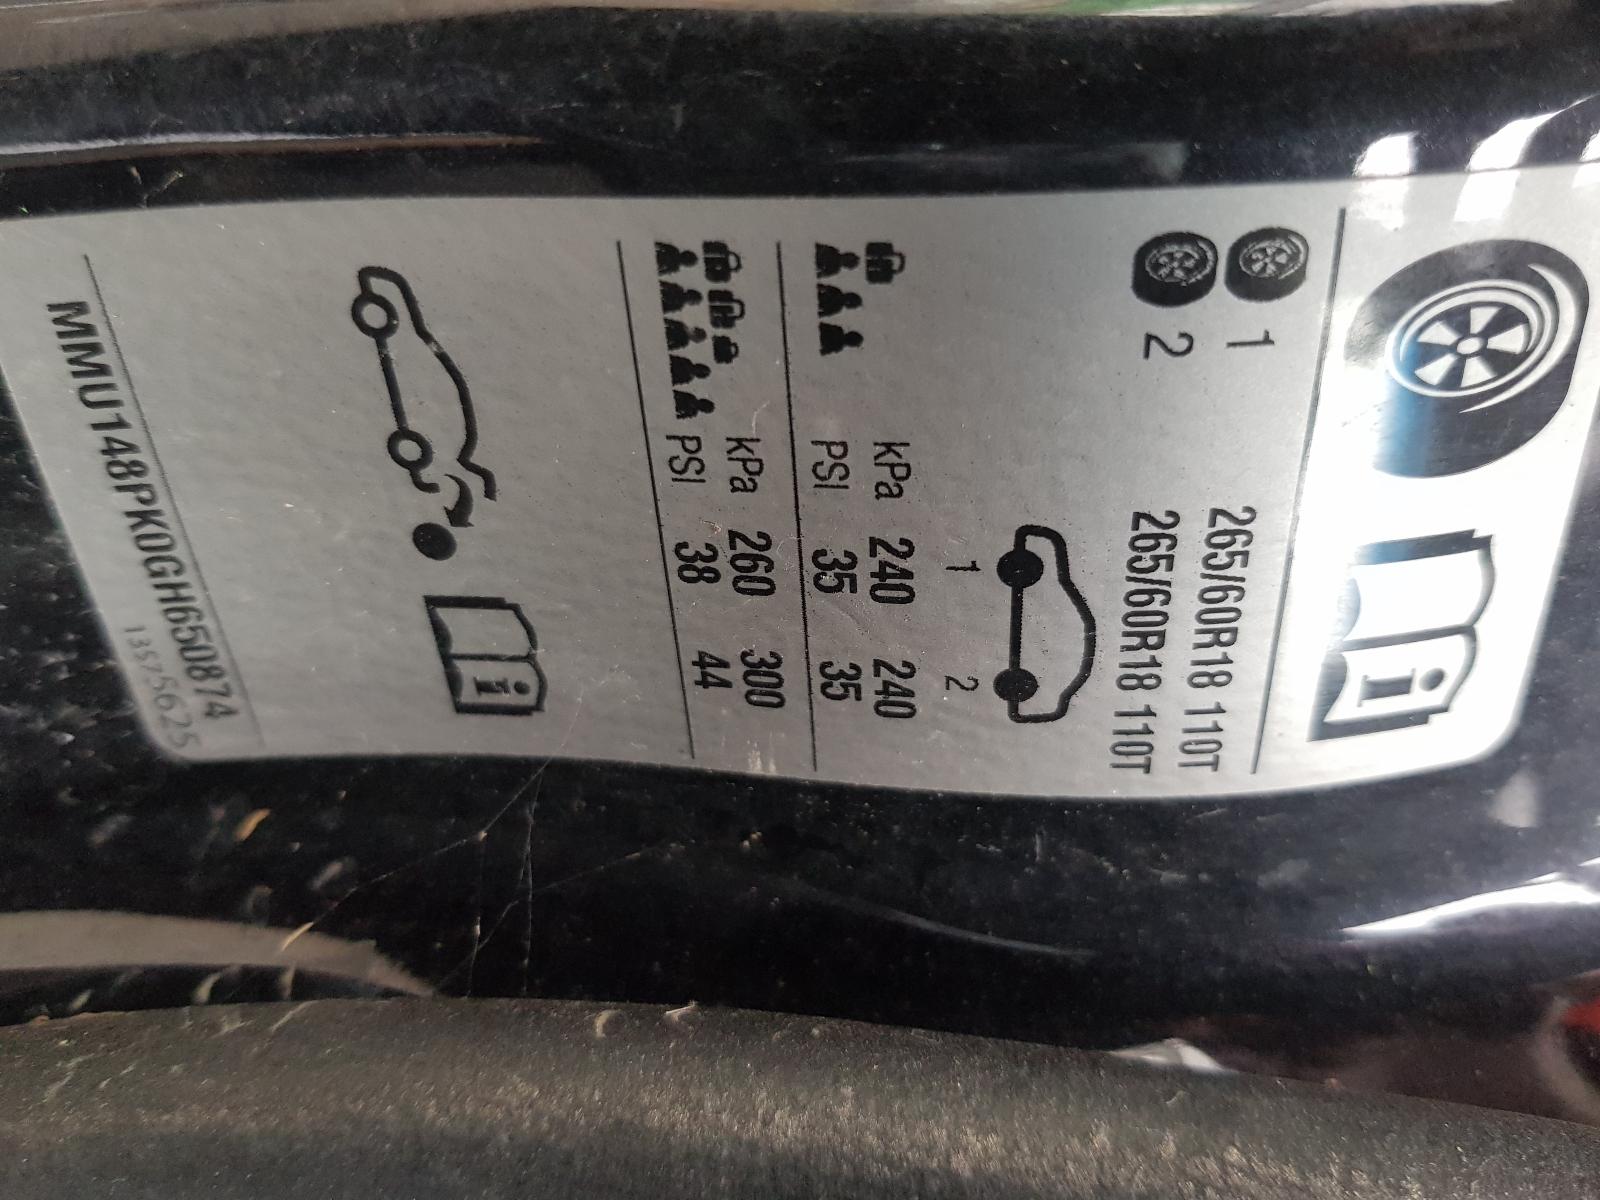 1 265/60R18 110T
2 265/60R18 110T
1 2
kPa 240 240
PSI 35 35
kPa 260 300
PSI 38 44
MMU148PK0GH650874
13575625